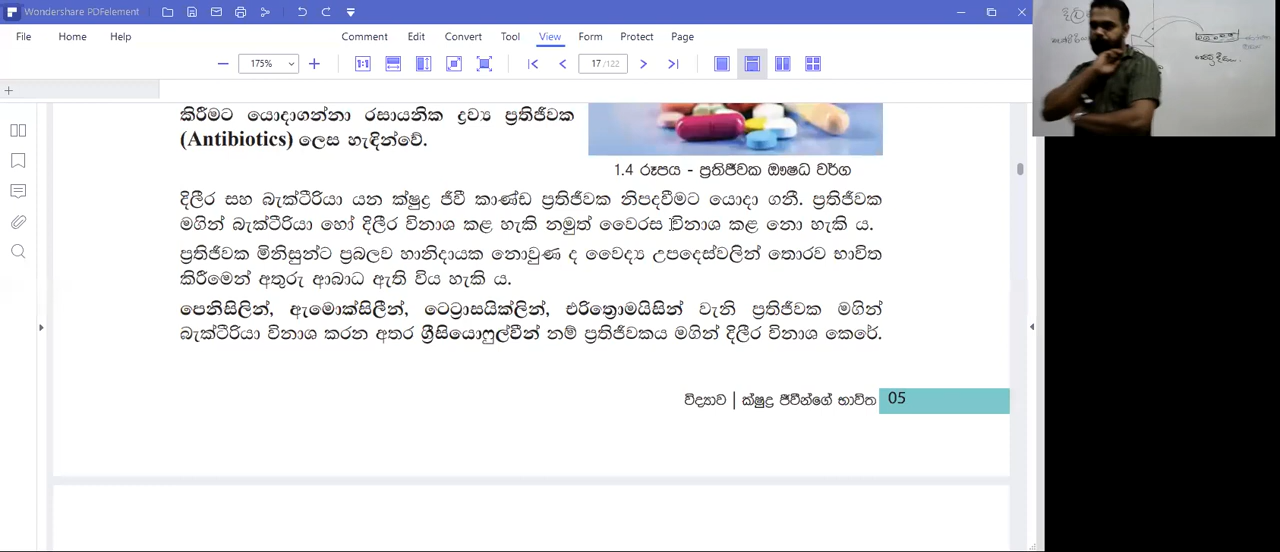 Wondershare PDFelement
File Home Help Comment Edit Convert Tool View Form Protect Page
175% 17 /122
කිරීමට යොදාගන්නා රසායනික ද්‍රව්‍ය ප්‍රතිජීවක
(Antibiotics) ලෙස හැඳින්වේ.
1.4 රූපය - ප්‍රතිජීවක ඖෂධ වර්ග
දිලීර සහ බැක්ටීරියා යන ක්ෂුද්‍ර ජීවී කාණ්ඩ ප්‍රතිජීවක නිපදවීමට යොදා ගනී. ප්‍රතිජීවක
මගින් බැක්ටීරියා හෝ දිලීර විනාශ කළ හැකි නමුත් වෛරස විනාශ කළ නො හැකි ය.
ප්‍රතිජීවක මිනිසුන්ට ප්‍රබලව හානිදායක නොවුණ ද වෛද්‍ය උපදෙස්වලින් තොරව භාවිත
කිරීමෙන් අතුරු ආබාධ ඇති විය හැකි ය.
පෙනිසිලින්, ඇමොක්සිලීන්, ටෙට්‍රාසයික්ලින්, එරිත්‍රොමයිසින් වැනි ප්‍රතිජීවක මගින්
බැක්ටීරියා විනාශ කරන අතර ග්‍රීසියොෆුල්වීන් නම් ප්‍රතිජීවකය මගින් දිලීර විනාශ කෙරේ.
විද්‍යාව | ක්ෂුද්‍ර ජීවීන්ගේ භාවිත 05